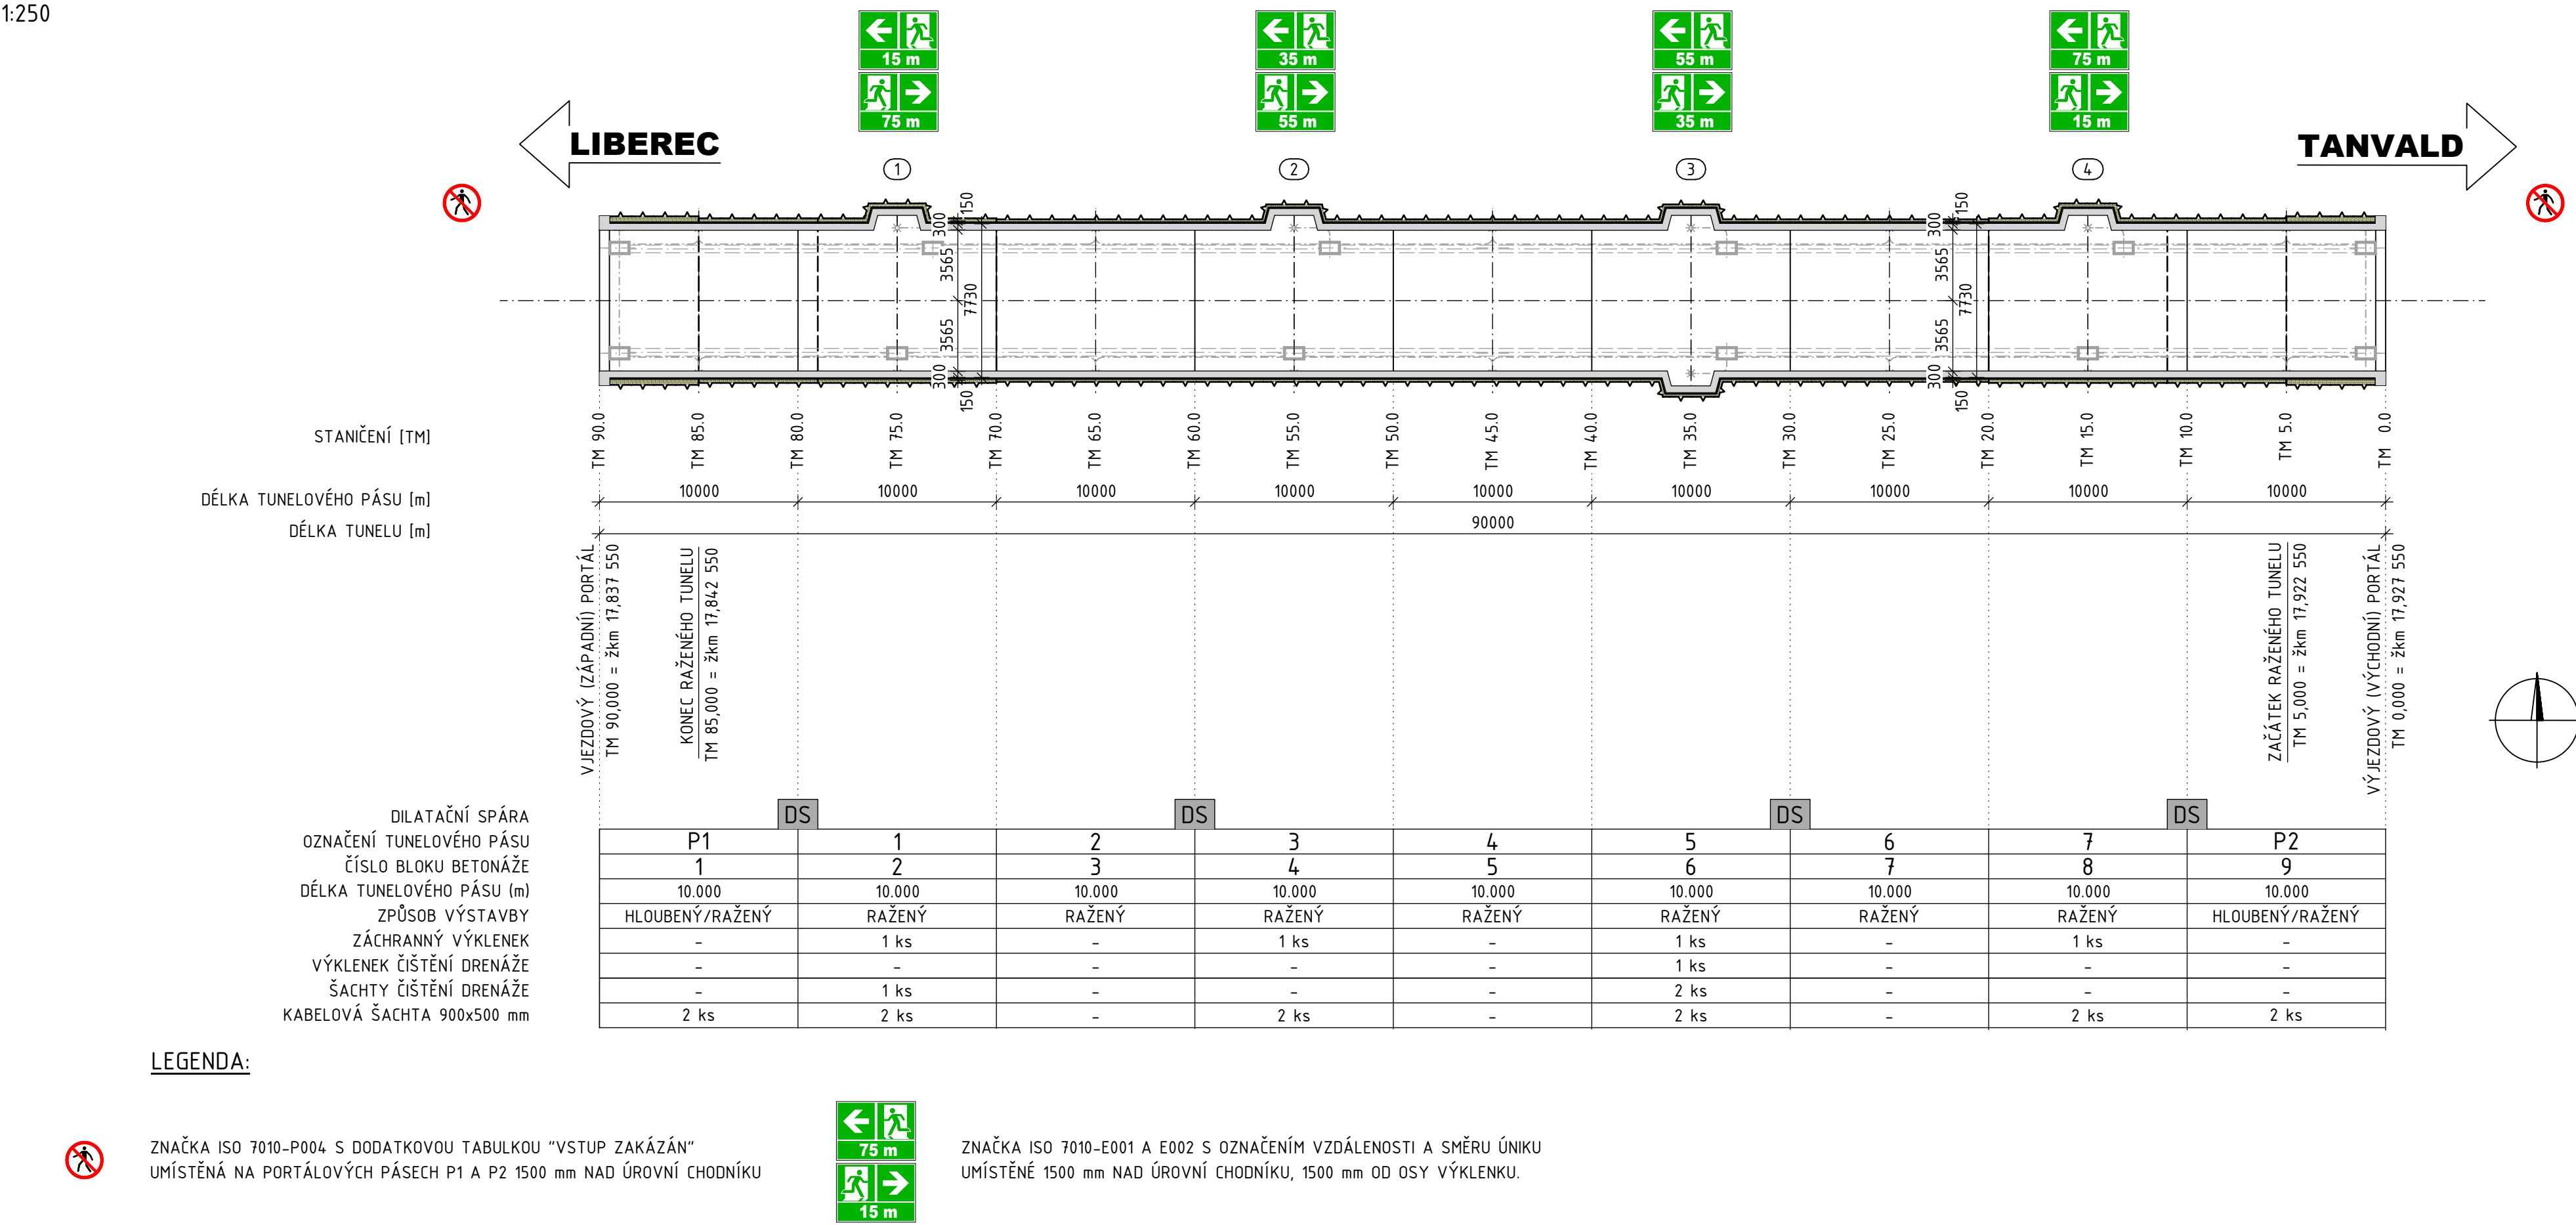 1:250
15 m
35 m
55 m
75 m
75 m
55 m
35 m
15 m
LIBEREC
TANVALD
1
2
3
4
150
300
3565
7730
3565
300
150
150
300
3565
7730
3565
300
150
STANIČENÍ [TM]
TM 90.0
TM 85.0
TM 80.0
TM 75.0
TM 70.0
TM 65.0
TM 60.0
TM 55.0
TM 50.0
TM 45.0
TM 40.0
TM 35.0
TM 30.0
TM 25.0
TM 20.0
TM 15.0
TM 10.0
TM 5.0
TM 0.0
DÉLKA TUNELOVÉHO PÁSU [m]
10000 10000 10000 10000 10000 10000 10000 10000 10000
DÉLKA TUNELU [m]
90000
VJEZDOVÝ (ZÁPADNÍ) PORTÁL
TM 90,000 = žkm 17,837 550
KONEC RAŽENÉHO TUNELU
TM 85,000 = žkm 17,842 550
ZAČÁTEK RAŽENÉHO TUNELU
TM 5,000 = žkm 17,922 550
VÝJEZDOVÝ (VÝCHODNÍ) PORTÁL
TM 0,000 = žkm 17,927 550
DILATAČNÍ SPÁRA DS DS DS DS
OZNAČENÍ TUNELOVÉHO PÁSU P1 1 2 3 4 5 6 7 P2
ČÍSLO BLOKU BETONÁŽE 1 2 3 4 5 6 7 8 9
DÉLKA TUNELOVÉHO PÁSU (m) 10.000 10.000 10.000 10.000 10.000 10.000 10.000 10.000 10.000
ZPŮSOB VÝSTAVBY HLOUBENÝ/RAŽENÝ RAŽENÝ RAŽENÝ RAŽENÝ RAŽENÝ RAŽENÝ RAŽENÝ RAŽENÝ HLOUBENÝ/RAŽENÝ
ZÁCHRANNÝ VÝKLENEK - 1 ks - 1 ks - 1 ks - 1 ks -
VÝKLENEK ČIŠTĚNÍ DRENÁŽE - - - - - 1 ks - - -
ŠACHTY ČIŠTĚNÍ DRENÁŽE - 1 ks - - - 2 ks - - -
KABELOVÁ ŠACHTA 900x500 mm 2 ks 2 ks - 2 ks - 2 ks - 2 ks 2 ks
LEGENDA:
ZNAČKA ISO 7010-P004 S DODATKOVOU TABULKOU "VSTUP ZAKÁZÁN"
UMÍSTĚNÁ NA PORTÁLOVÝCH PÁSECH P1 A P2 1500 mm NAD ÚROVNÍ CHODNÍKU
75 m
15 m
ZNAČKA ISO 7010-E001 A E002 S OZNAČENÍM VZDÁLENOSTI A SMĚRU ÚNIKU
UMÍSTĚNÉ 1500 mm NAD ÚROVNÍ CHODNÍKU, 1500 mm OD OSY VÝKLENKU.